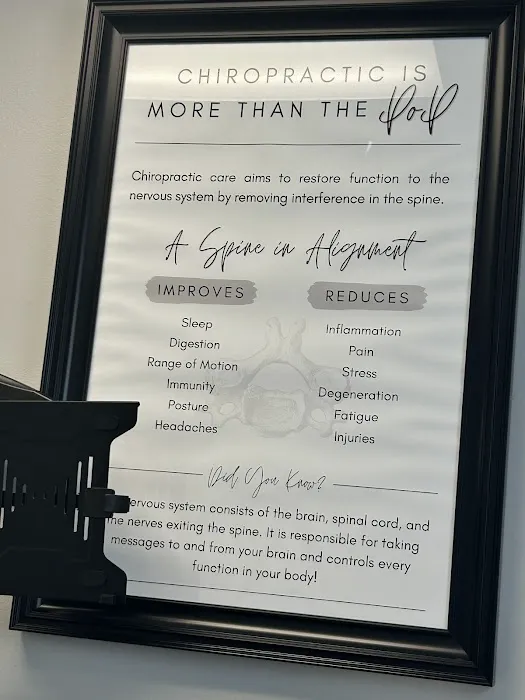 CHIROPRACTIC IS
MORE THAN THE PoP
Chiropractic care aims to restore function to the
nervous system by removing interference in the spine.
A Spine in Alignment
IMPROVES
Sleep
Digestion
Range of Motion
Immunity
Posture
Headaches
REDUCES
Inflammation
Pain
Stress
Degeneration
Fatigue
Injuries
Did You Know?
ervous system consists of the brain, spinal cord, and
the nerves exiting the spine. It is responsible for taking
messages to and from your brain and controls every
function in your body!